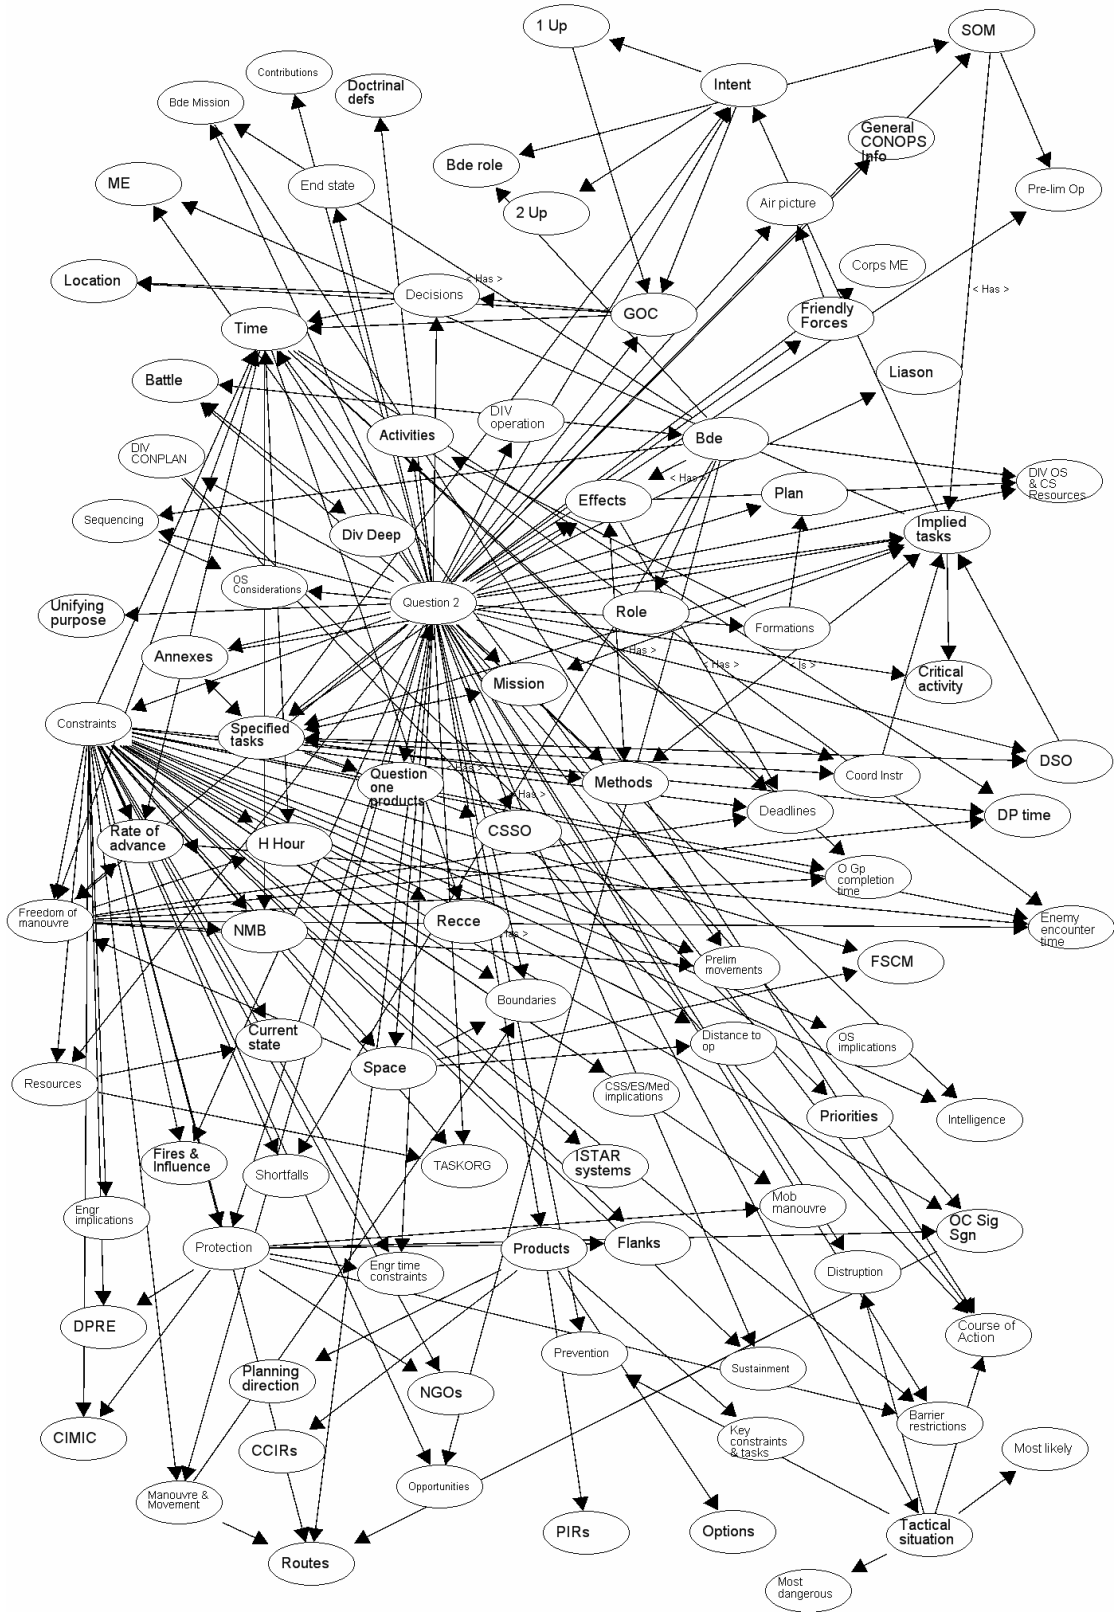 1 Up
SOM
Contributions
Doctrinal
defs
Intent
Bde Mission
General
CONOPS
Info
Bde role
ME
End state
Pre-lim Op
2 Up
Air picture
Corps ME
Location
< Has >
Decisions
< Has >
GOC
Friendly
Forces
Time
Battle
Liason
DIV
operation
Activities
Bde
DIV
CONPLAN
DIV OS
& CS
Resources
< Has >
Effects
Plan
Sequencing
Div Deep
Implied
tasks
OS
Considerations
Question 2
Unifying
purpose
Role
Formations
Annexes
< Has >
< Has >
< Is >
Mission
Critical
activity
Constraints
Specified
tasks
< Has >
Question
one
products
Methods
Coord Instr
DSO
< Has >
Deadlines
DP time
Rate of
advance
H Hour
CSSO
O Gp
completion
time
Freedom of
manouvre
NMB
Recce
Has >
Enemy
encounter
time
Prelim
movements
FSCM
Boundaries
Current
state
Distance to
op
OS
implications
Resources
Space
CSS/ES/Med
implications
Priorities
Intelligence
Fires &
Influence
Shortfalls
TASKORG
ISTAR
systems
Mob
manouvre
Engr
implications
OC Sig
Sgn
Protection
Products
Flanks
Engr time
constraints
Distruption
DPRE
Course of
Action
Prevention
Sustainment
Planning
direction
NGOs
Barrier
restrictions
CIMIC
CCIRs
Key
constraints
& tasks
Most likely
Manouvre &
Movement
Opportunities
PIRs
Options
Tactical
situation
Routes
Most
dangerous